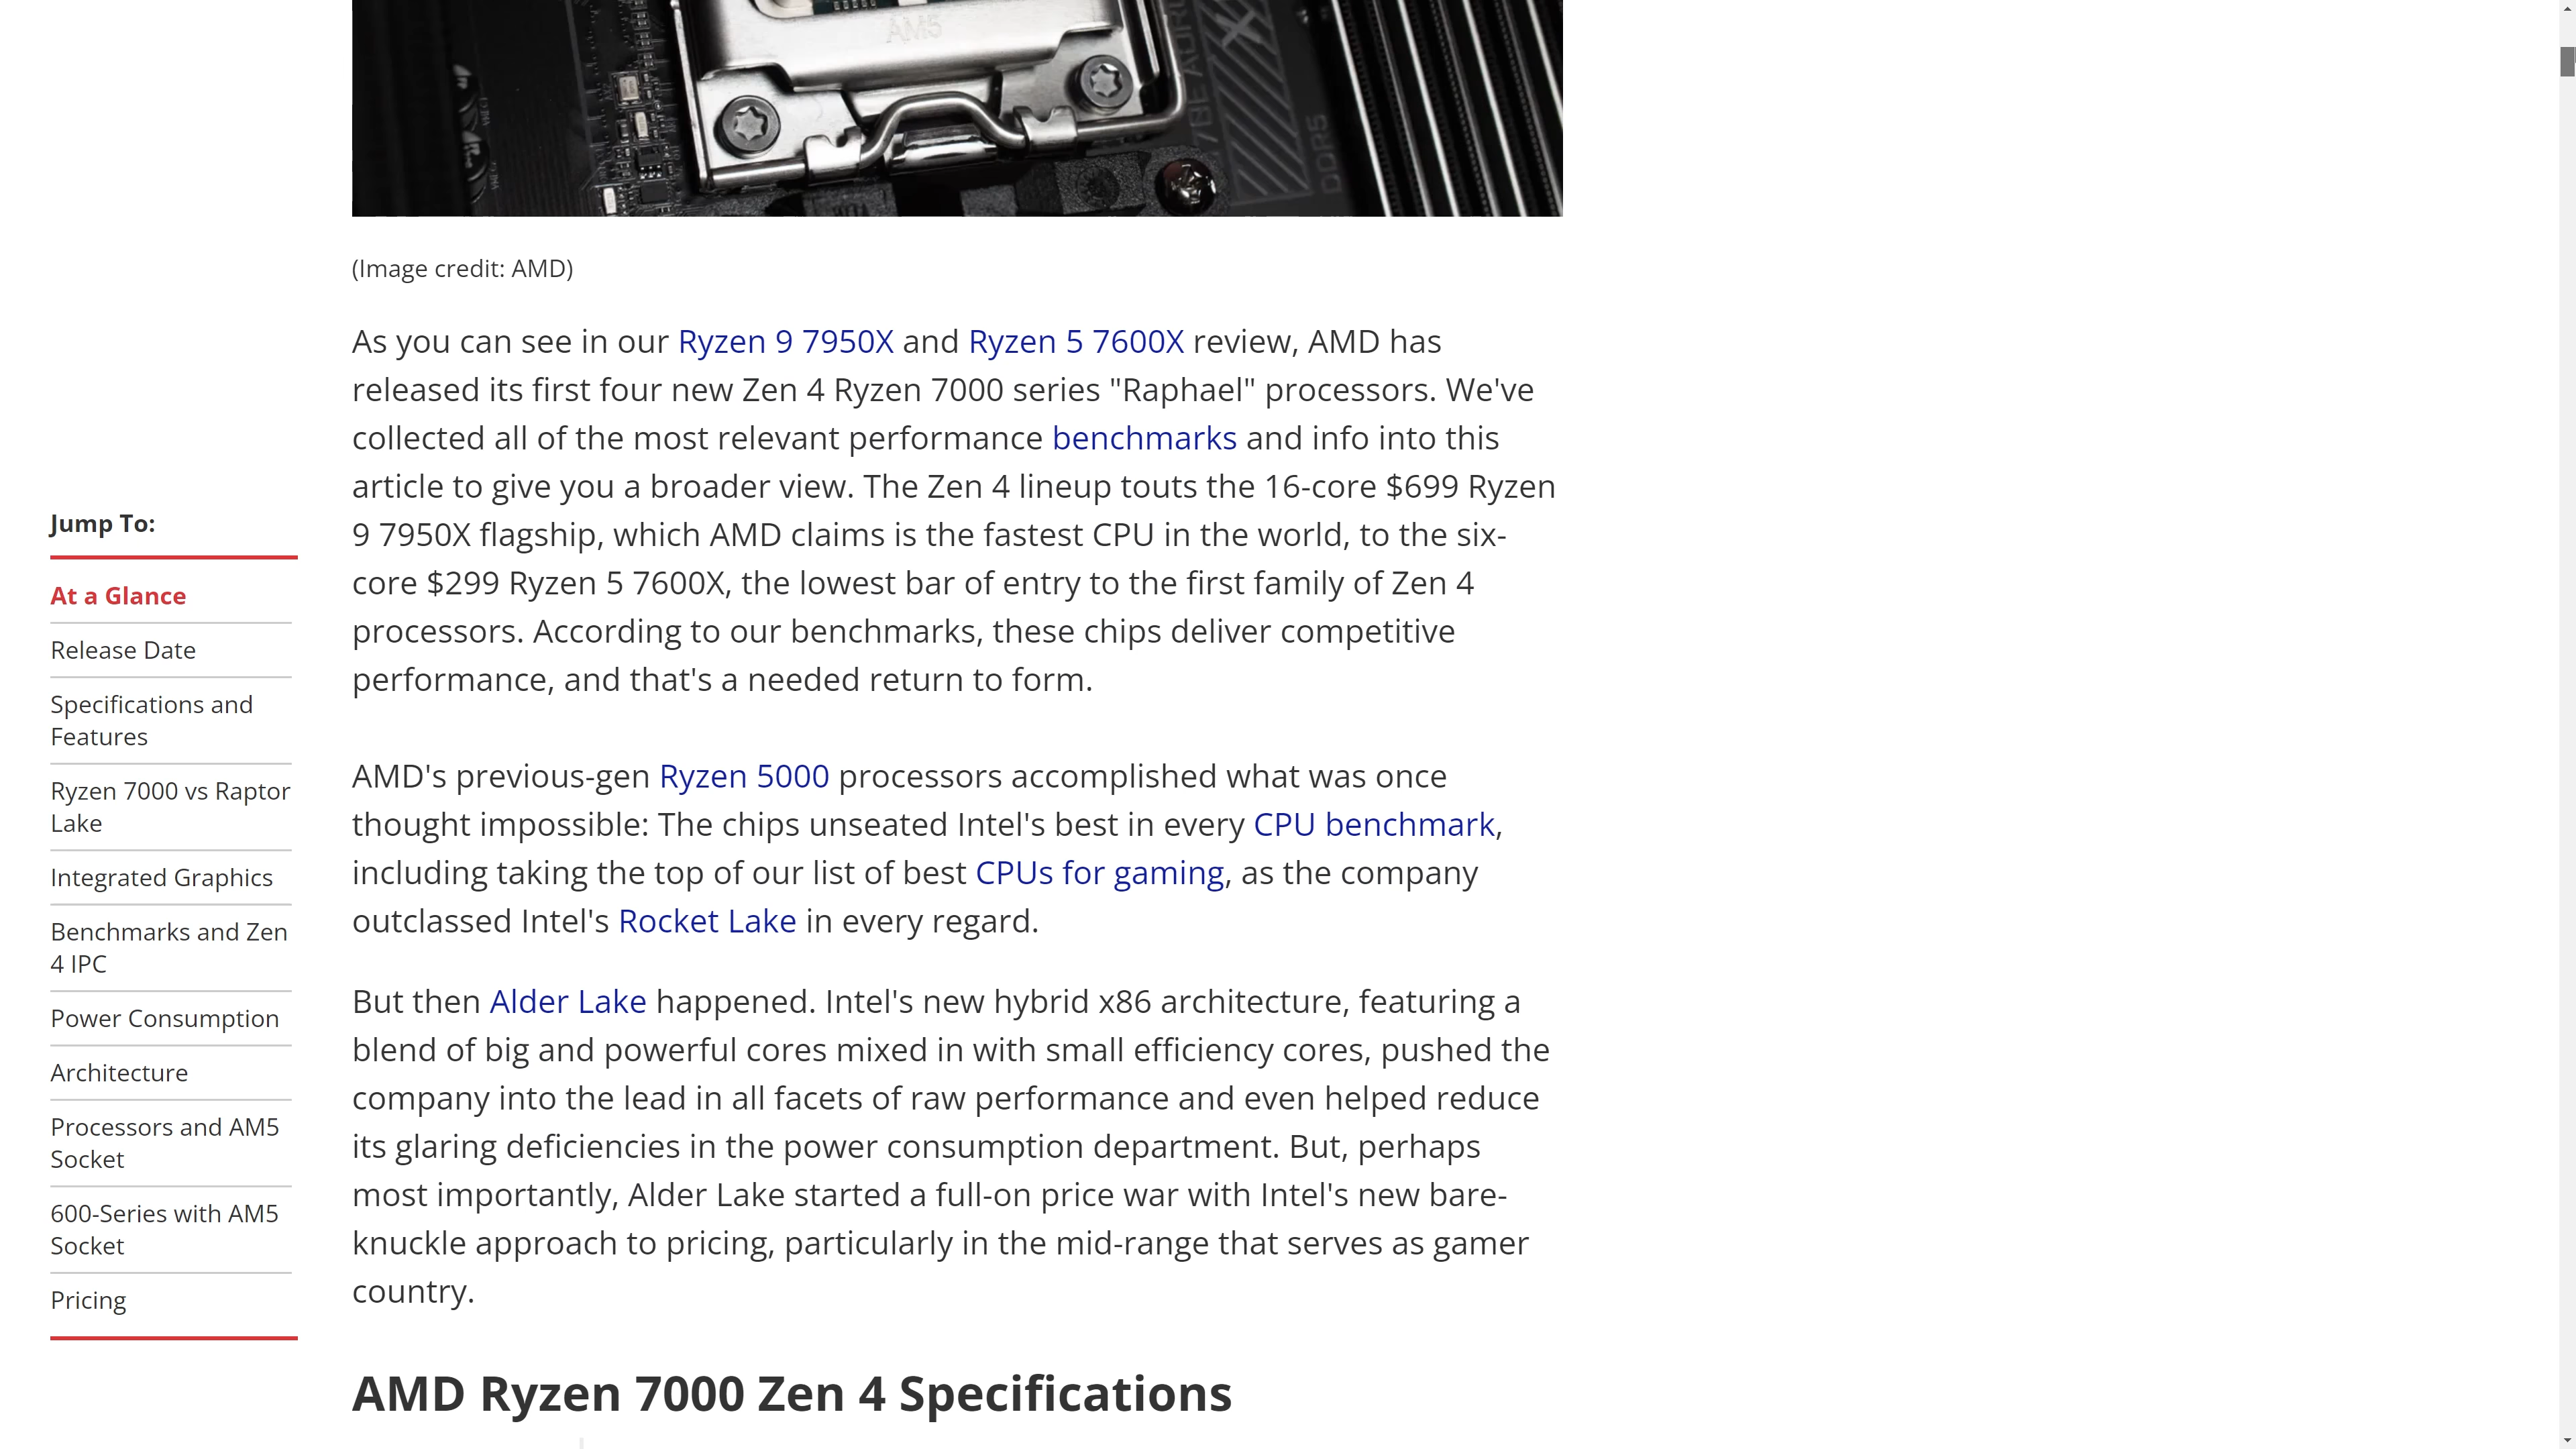 AM5
DDR5
(Image credit: AMD)
As you can see in our Ryzen 9 7950X and Ryzen 5 7600X review, AMD has
released its first four new Zen 4 Ryzen 7000 series "Raphael" processors. We've
collected all of the most relevant performance benchmarks and info into this
article to give you a broader view. The Zen 4 lineup touts the 16-core $699 Ryzen
9 7950X flagship, which AMD claims is the fastest CPU in the world, to the six-
core $299 Ryzen 5 7600X, the lowest bar of entry to the first family of Zen 4
processors. According to our benchmarks, these chips deliver competitive
performance, and that's a needed return to form.
AMD's previous-gen Ryzen 5000 processors accomplished what was once
thought impossible: The chips unseated Intel's best in every CPU benchmark,
including taking the top of our list of best CPUs for gaming, as the company
outclassed Intel's Rocket Lake in every regard.
But then Alder Lake happened. Intel's new hybrid x86 architecture, featuring a
blend of big and powerful cores mixed in with small efficiency cores, pushed the
company into the lead in all facets of raw performance and even helped reduce
its glaring deficiencies in the power consumption department. But, perhaps
most importantly, Alder Lake started a full-on price war with Intel's new bare-
knuckle approach to pricing, particularly in the mid-range that serves as gamer
country.
AMD Ryzen 7000 Zen 4 Specifications
Jump To:
At a Glance
Release Date
Specifications and
Features
Ryzen 7000 vs Raptor
Lake
Integrated Graphics
Benchmarks and Zen
4 IPC
Power Consumption
Architecture
Processors and AM5
Socket
600-Series with AM5
Socket
Pricing